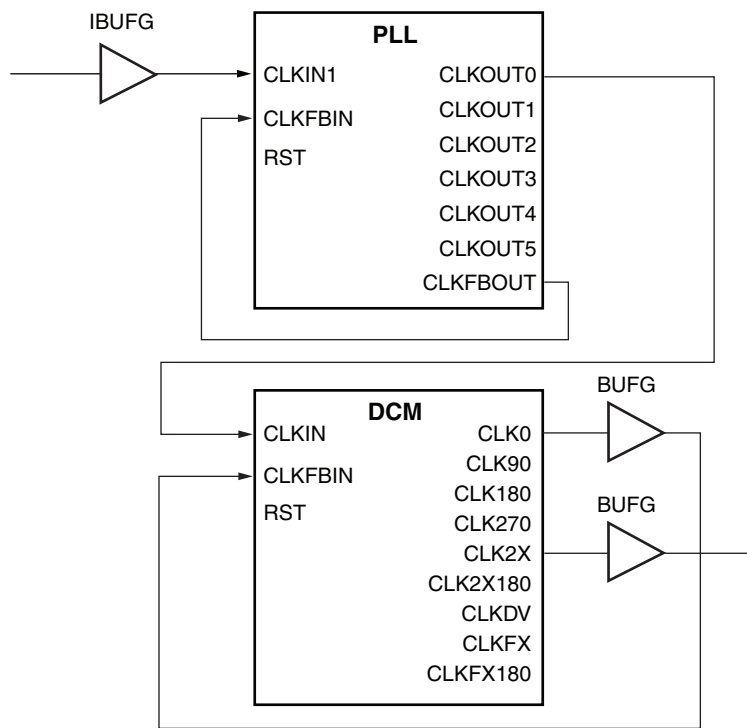 IBUFG
PLL
CLKIN1
CLKFBIN
RST
CLKOUT0
CLKOUT1
CLKOUT2
CLKOUT3
CLKOUT4
CLKOUT5
CLKFBOUT
DCM
CLKIN
CLKFBIN
RST
CLK0
CLK90
CLK180
CLK270
CLK2X
CLK2X180
CLKDV
CLKFX
CLKFX180
BUFG
BUFG